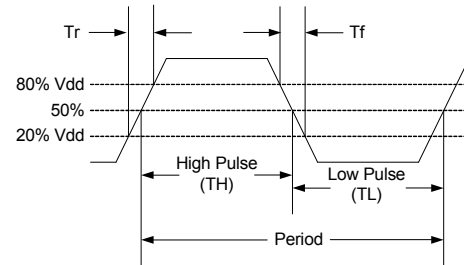 Tr
Tf
80% Vdd
50%
20% Vdd
High Pulse
(TH)
Low Pulse
(TL)
Period